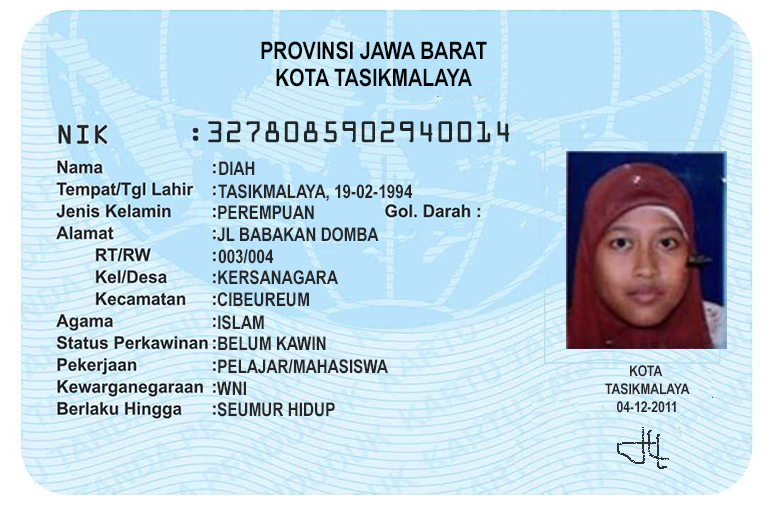 PROVINSI JAWA BARAT
KOTA TASIKMALAYA
NIK :3278085902940014
Nama :DIAH
Tempat/Tgl Lahir :TASIKMALAYA, 19-02-1994
Jenis Kelamin :PEREMPUAN Gol. Darah :
Alamat :JL BABAKAN DOMBA
RT/RW :003/004
Kel/Desa :KERSANAGARA
Kecamatan :CIBEUREUM
Agama :ISLAM
Status Perkawinan :BELUM KAWIN
Pekerjaan :PELAJAR/MAHASISWA
Kewarganegaraan :WNI
Berlaku Hingga :SEUMUR HIDUP
KOTA
TASIKMALAYA
04-12-2011